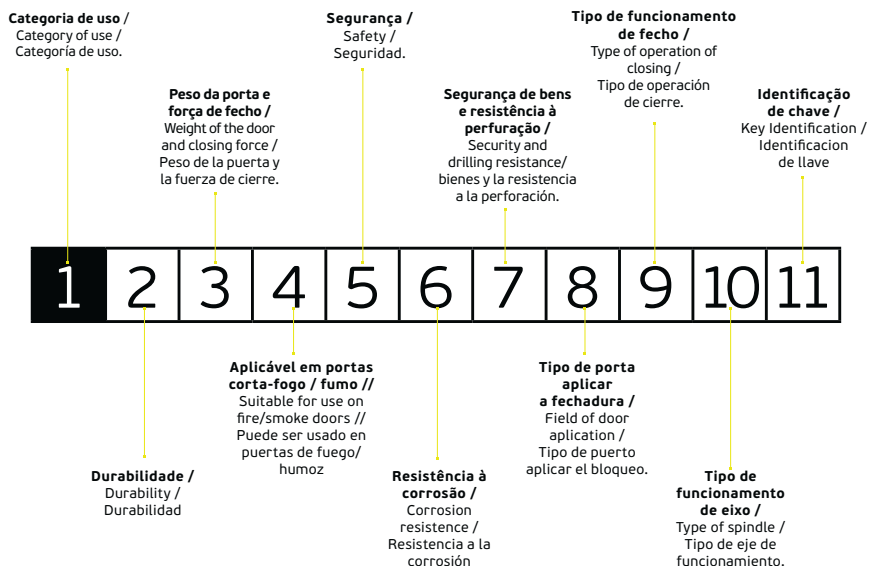 Categoria de uso /
Category of use /
Categoría de uso.
Peso da porta e
força de fecho /
Weight of the door
and closing force /
Peso de la puerta y
la fuerza de cierre.
Segurança /
Safety /
Seguridad.
Segurança de bens
e resistência à
perfuração /
Security and
drilling resistance/
bienes y la resistencia
a la perforación.
Tipo de funcionamento
de fecho /
Type of operation of
closing /
Tipo de operación
de cierre.
Identificação
de chave /
Key Identification /
Identificacion
de llave
1 2 3 4 5 6 7 8 9 10 11
Durabilidade /
Durability /
Durabilidad
Aplicável em portas
corta-fogo / fumo //
Suitable for use on
fire/smoke doors //
Puede ser usado en
puertas de fuego/
humoz
Resistência à
corrosão /
Corrosion
resistence /
Resistencia a la
corrosión
Tipo de porta
aplicar
a fechadura /
Field of door
aplication /
Tipo de puerto
aplicar el bloqueo.
Tipo de
funcionamento
de eixo /
Type of spindle /
Tipo de eje de
funcionamiento.